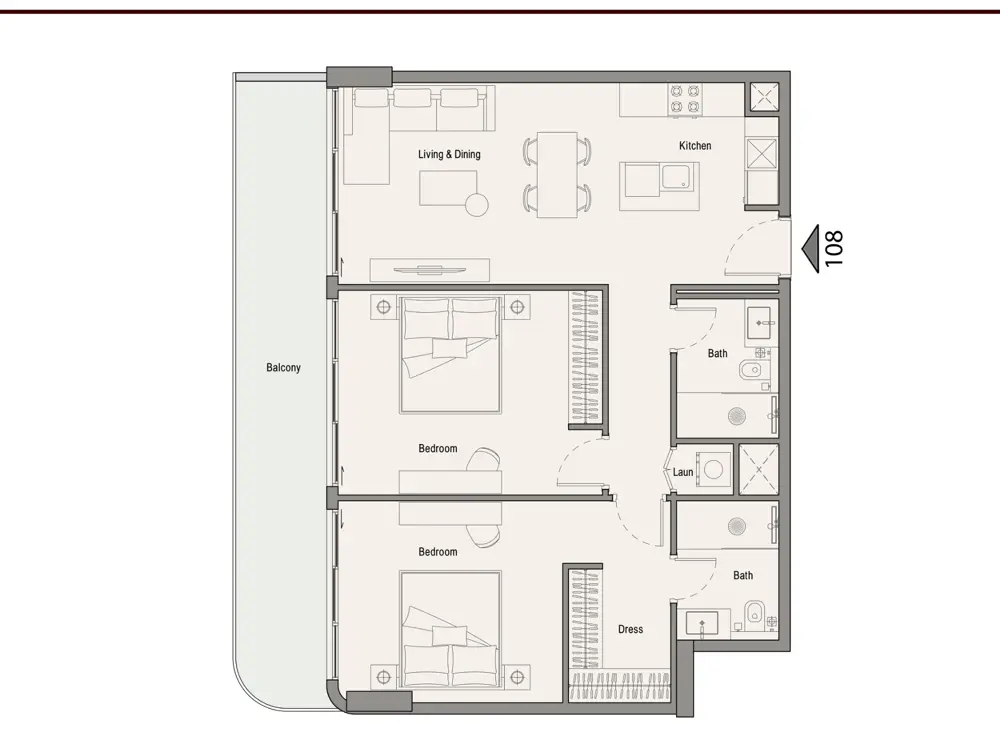 Living & Dining
Kitchen
108
Bath
Balcony
Bedroom
Laun
Bedroom
Bath
Dress